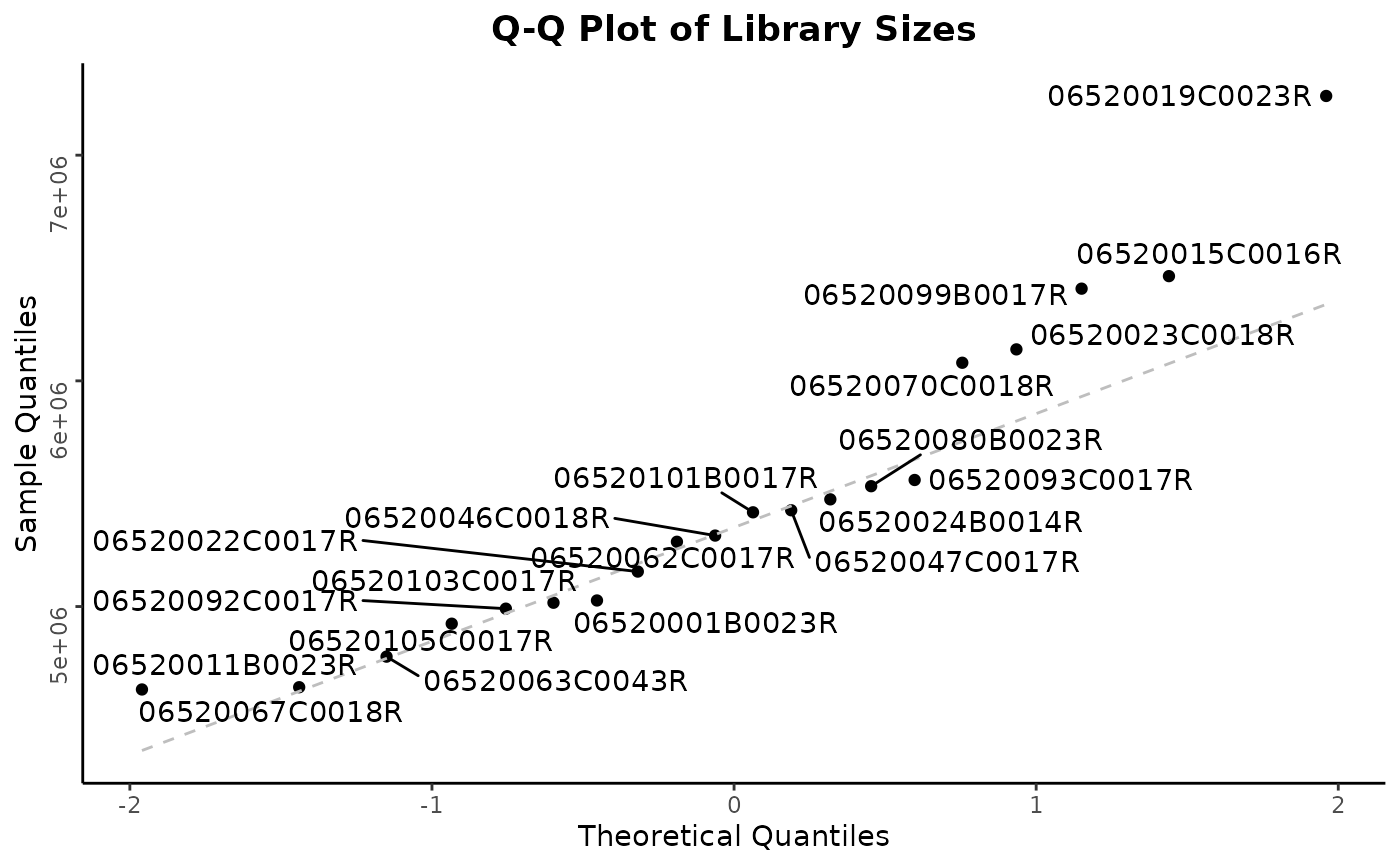 Q-Q Plot of Library Sizes
06520019C0023R
7e+06
06520015C0016R
06520099B0017R
06520023C0018R
6e+06
06520070C0018R
Sample Quantiles
06520080B0023R
06520101B0017R
06520093C0017R
06520046C0018R
06520024B0014R
06520022C0017R
06520062C0017R
06520047C0017R
06520103C0017R
06520092C0017R
06520001B0023R
5e+06
06520105C0017R
06520011B0023R
06520063C0043R
06520067C0018R
-2
-1
0
1
2
Theoretical Quantiles